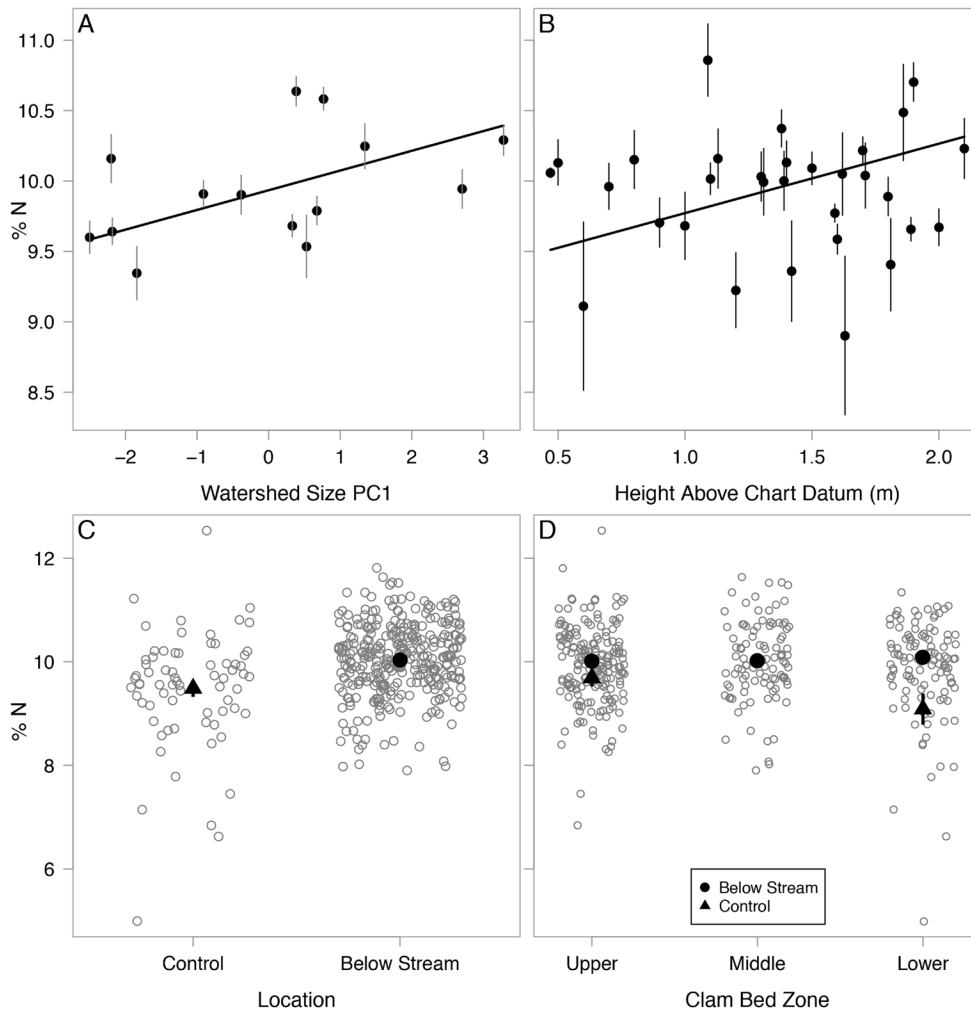 A
B
11.0
10.5
10.0
9.5
9.0
8.5
% N
−2
−1
0
1
2
3
0.5
1.0
1.5
2.0
Watershed Size PC1
Height Above Chart Datum (m)
C
D
12
10
8
6
% N
Below Stream
Control
Control
Below Stream
Upper
Middle
Lower
Location
Clam Bed Zone